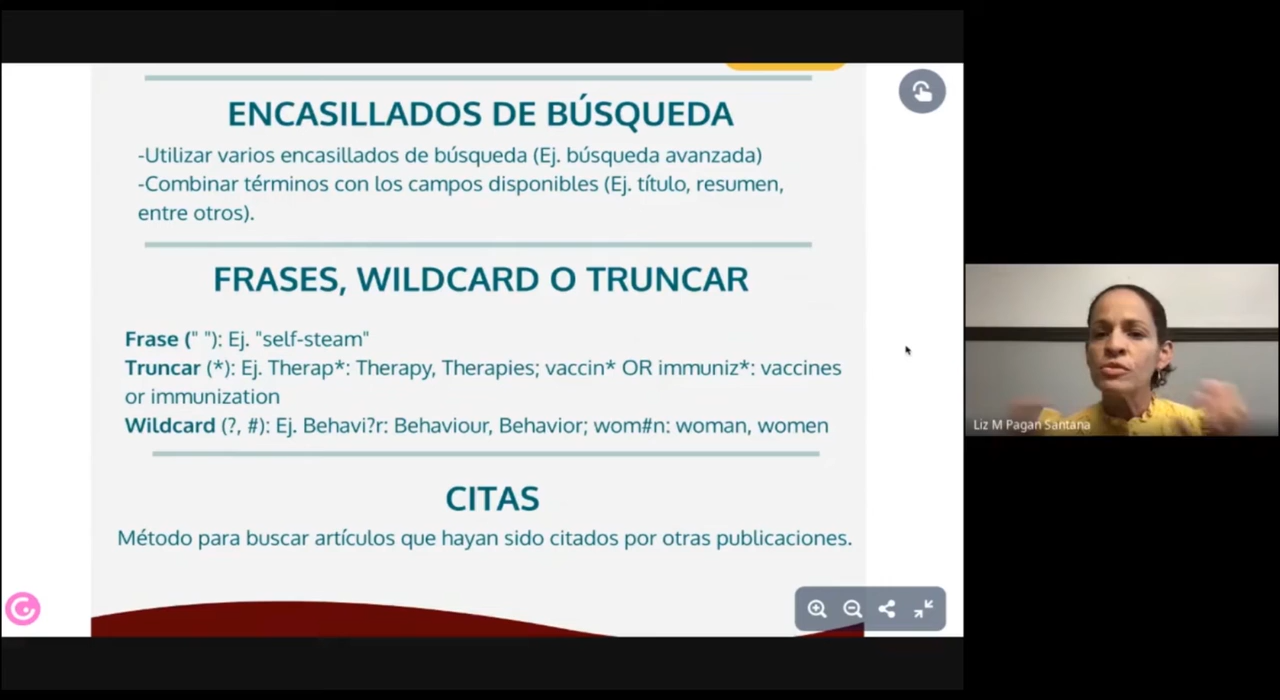 ENCASILLADOS DE BÚSQUEDA
-Utilizar varios encasillados de búsqueda (Ej. búsqueda avanzada)
-Combinar términos con los campos disponibles (Ej. título, resumen,
entre otros).
FRASES, WILDCARD O TRUNCAR
Frase (" "): Ej. "self-steam"
Truncar (*): Ej. Therap*: Therapy, Therapies; vaccin* OR immuniz*: vaccines
or immunization
Wildcard (?, #): Ej. Behavi?r: Behaviour, Behavior; wom#n: woman, women
CITAS
Método para buscar artículos que hayan sido citados por otras publicaciones.
Liz M Pagan Santana